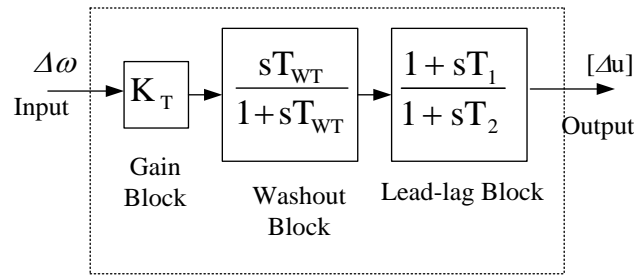 Δω
Input
K_T
sT_WT
1+sT_WT
1+sT_1
1+sT_2
[Δu]
Output
Gain
Block
Washout
Block
Lead-lag Block